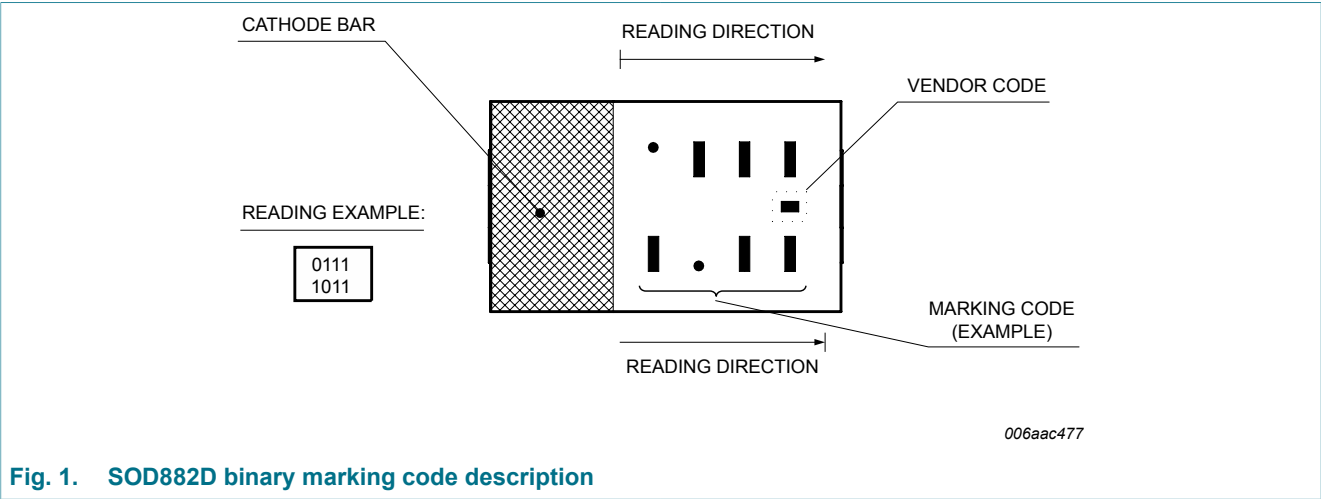 CATHODE BAR
READING DIRECTION
VENDOR CODE
READING EXAMPLE:
0111
1011
MARKING CODE
(EXAMPLE)
READING DIRECTION
006aac477
Fig. 1. SOD882D binary marking code description